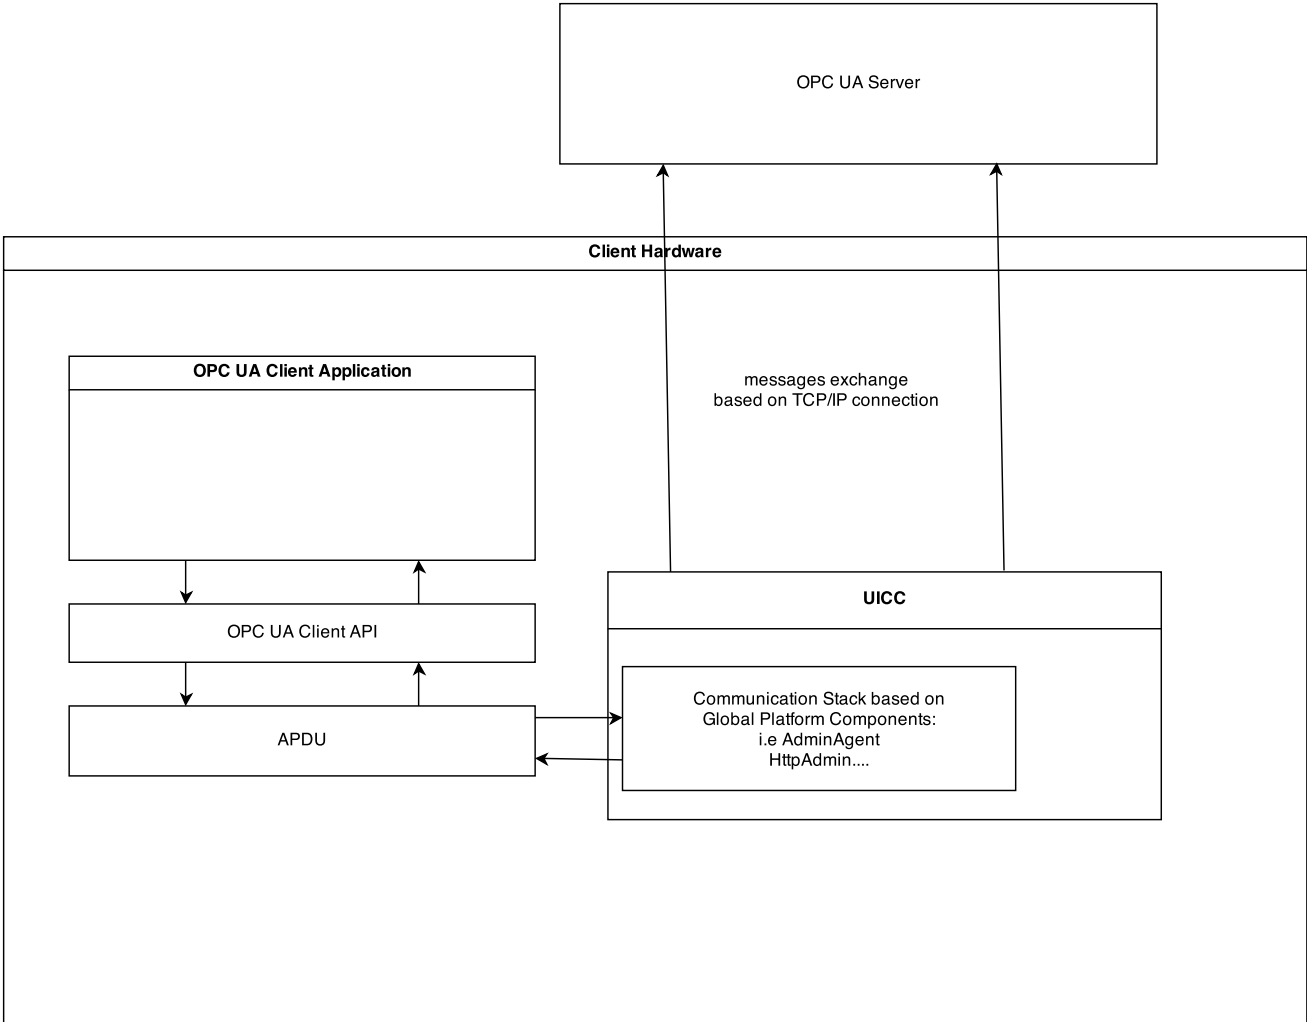 OPC UA Server
Client Hardware
OPC UA Client Application
messages exchange
based on TCP/IP connection
OPC UA Client API
UICC
APDU
Communication Stack based on
Global Platform Components:
i.e AdminAgent
HttpAdmin....